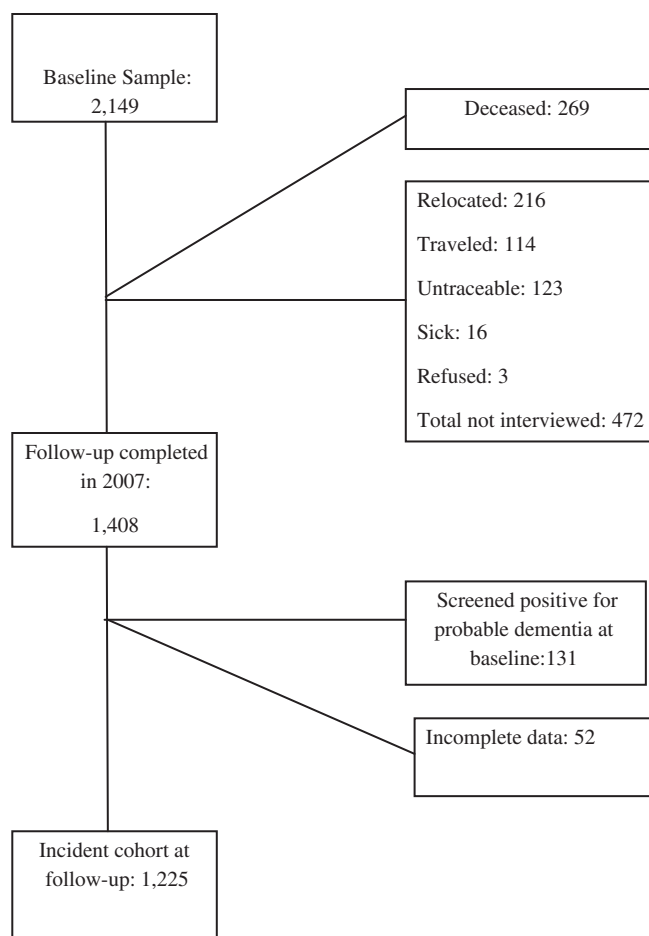 Baseline Sample:
2,149
Deceased: 269
Relocated: 216
Traveled: 114
Untraceable: 123
Sick: 16
Refused: 3
Total not interviewed: 472
Follow-up completed
in 2007:
1,408
Screened positive for
probable dementia at
baseline:131
Incomplete data: 52
Incident cohort at
follow-up: 1,225